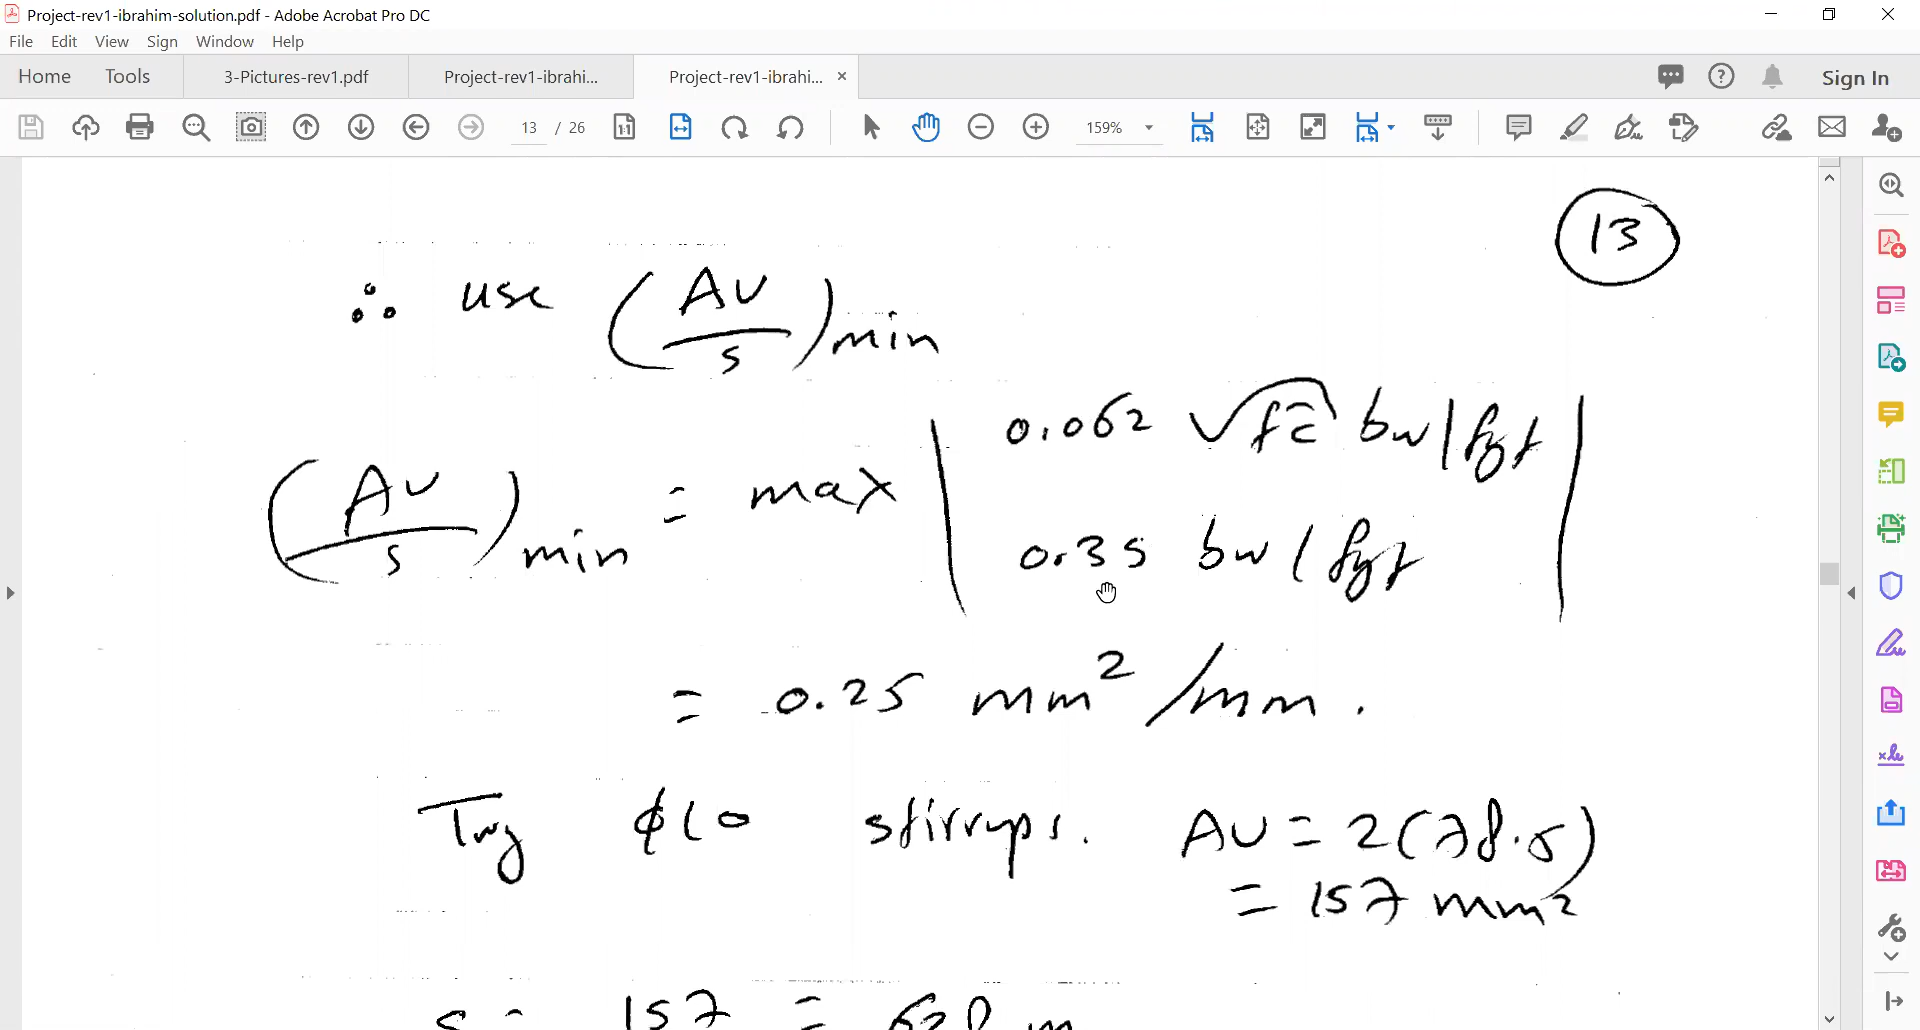 Project-rev1-ibrahim-solution.pdf - Adobe Acrobat Pro DC
File Edit View Sign Window Help
Home Tools 3-Pictures-rev1.pdf Project-rev1-ibrahi... Project-rev1-ibrahi... × Sign In
13 / 26 159%
13
∴ use (Av/s)min
(Av/s)min = max | 0.062 √fc' bw/fyt |
0.35 bw/fyt
= 0.25 mm²/mm.
Try ϕ10 stirrups. Av = 2(78.5)
= 157 mm²
s = 157 = 628 m